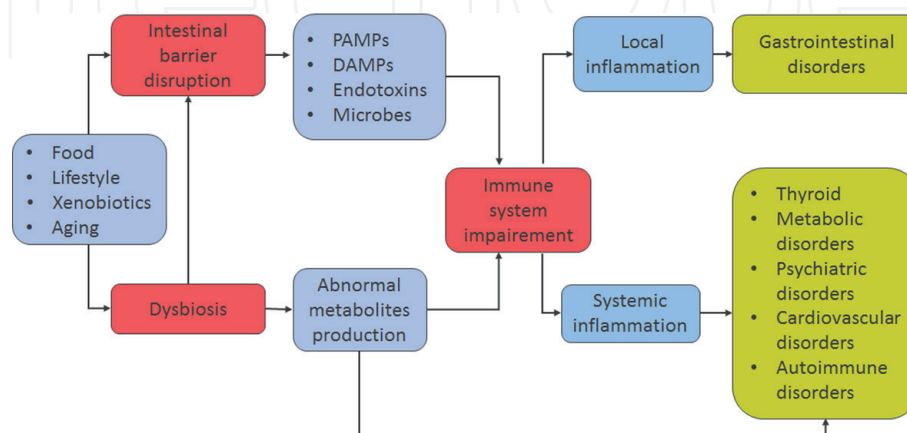 Intestinal
barrier
disruption
• PAMPs
• DAMPs
• Endotoxins
• Microbes
Local
inflammation
Gastrointestinal
disorders
• Food
• Lifestyle
• Xenobiotics
• Aging
Immune
system
impairement
• Thyroid
• Metabolic
disorders
• Psychiatric
disorders
• Cardiovascular
disorders
• Autoimmune
disorders
Dysbiosis
Abnormal
metabolites
production
Systemic
inflammation